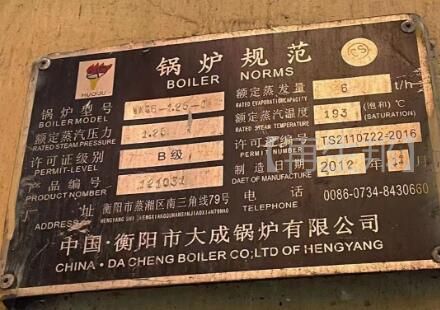 HUOJU
锅炉规范
BOILER NORMS
CS
锅炉型号
BOILER MODEL
额定蒸发量 6 t/h
RATED EVAPORATION CAPACITY
额定蒸汽压力 1.25
RATED STEAM PRESSURE
额定蒸汽温度 193 (饱和) ℃
RATED STEAM TEMPERATURE (SATURATION)
许可证级别 B级
PERMIT-LEVEL
许可证编号 TS2110722-2016
PERMIT NUMBER
产品编号
PRODUCT NUMBER
制造日期 2012 年 月
DAET OF MANUFACTURE
厂址 衡阳市蒸湘区南三角线79号
ADDRESS
电话 0086-0734-8430660
TELEPHONE
中国·衡阳市大成锅炉有限公司
CHINA·DA CHENG BOILER CO;LTD OF HENGYANG